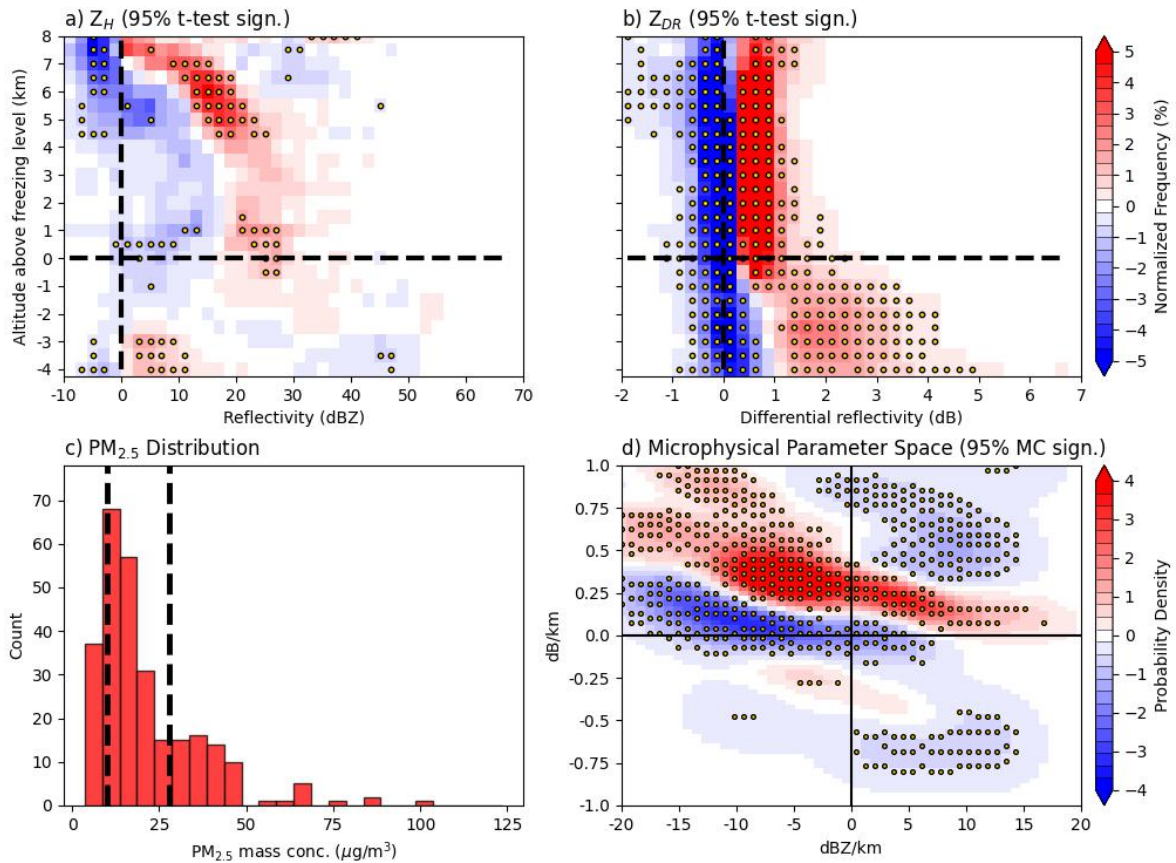 a) Z_H (95% t-test sign.)
b) Z_DR (95% t-test sign.)
Altitude above freezing level (km)
8
7
6
5
4
3
2
1
0
−1
−2
−3
−4
-10 0 10 20 30 40 50 60 70
Reflectivity (dBZ)
-2 -1 0 1 2 3 4 5 6 7
Differential reflectivity (dB)
5
4
3
2
1
0
−1
−2
−3
−4
−5
Normalized Frequency (%)
c) PM2.5 Distribution
d) Microphysical Parameter Space (95% MC sign.)
Count
70
60
50
40
30
20
10
0
0 25 50 75 100 125
PM2.5 mass conc. (μg/m³)
dB/km
1.0
0.75
0.5
0.25
0.0
-0.25
-0.5
-0.75
-1.0
-20 -15 -10 -5 0 5 10 15 20
dBZ/km
4
3
2
1
0
−1
−2
−3
−4
Probability Density